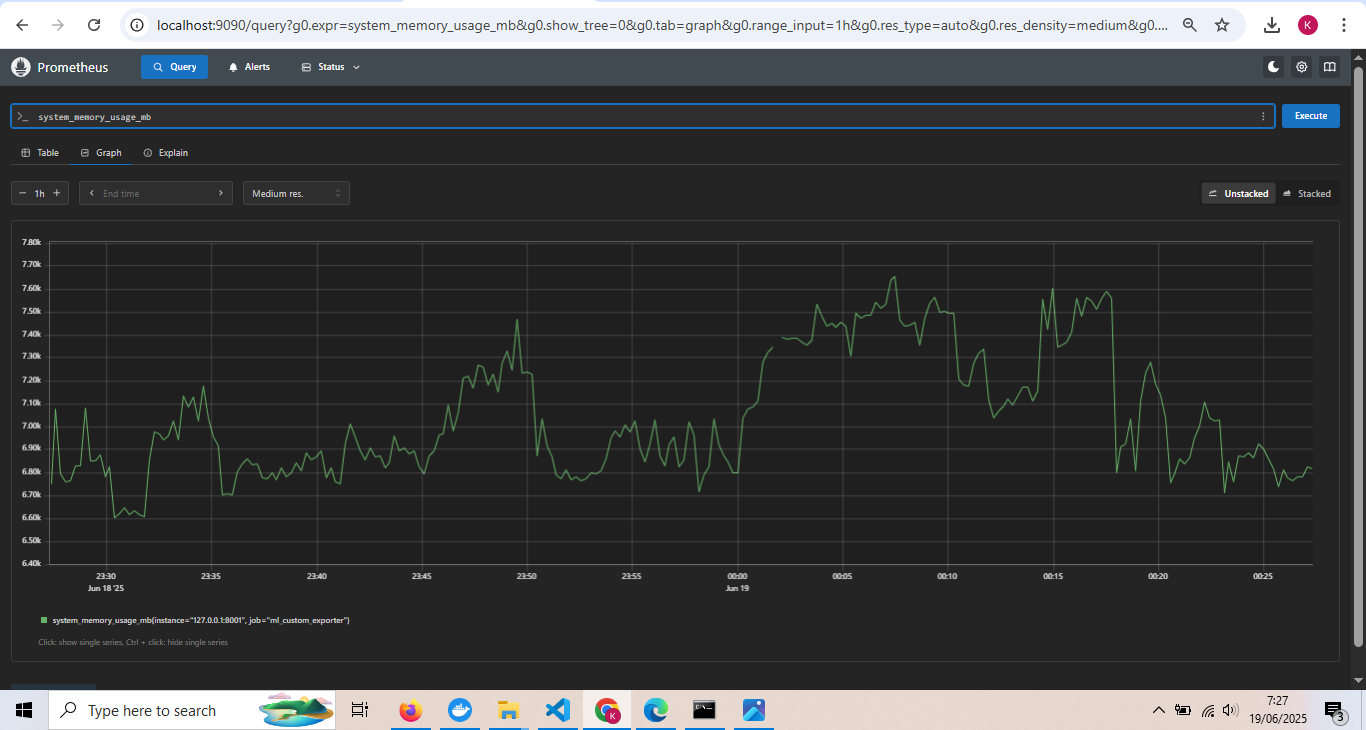 localhost:9090/query?g0.expr=system_memory_usage_mb&g0.show_tree=0&g0.tab=graph&g0.range_input=1h&g0.res_type=auto&g0.res_density=medium&g0....
K
Prometheus
Query
Alerts
Status
>_ system_memory_usage_mb
Execute
Table
Graph
Explain
− 1h +
End time
Medium res.
Unstacked
Stacked
7.80k
7.70k
7.60k
7.50k
7.40k
7.30k
7.20k
7.10k
7.00k
6.90k
6.80k
6.70k
6.60k
6.50k
6.40k
23:30 23:35 23:40 23:45 23:50 23:55 00:00 00:05 00:10 00:15 00:20 00:25
Jun 18 '25 Jun 19
system_memory_usage_mb{instance="127.0.0.1:8001", job="ml_custom_exporter"}
Click: show single series, Ctrl + click: hide single series
Type here to search
K
7:27
19/06/2025
3